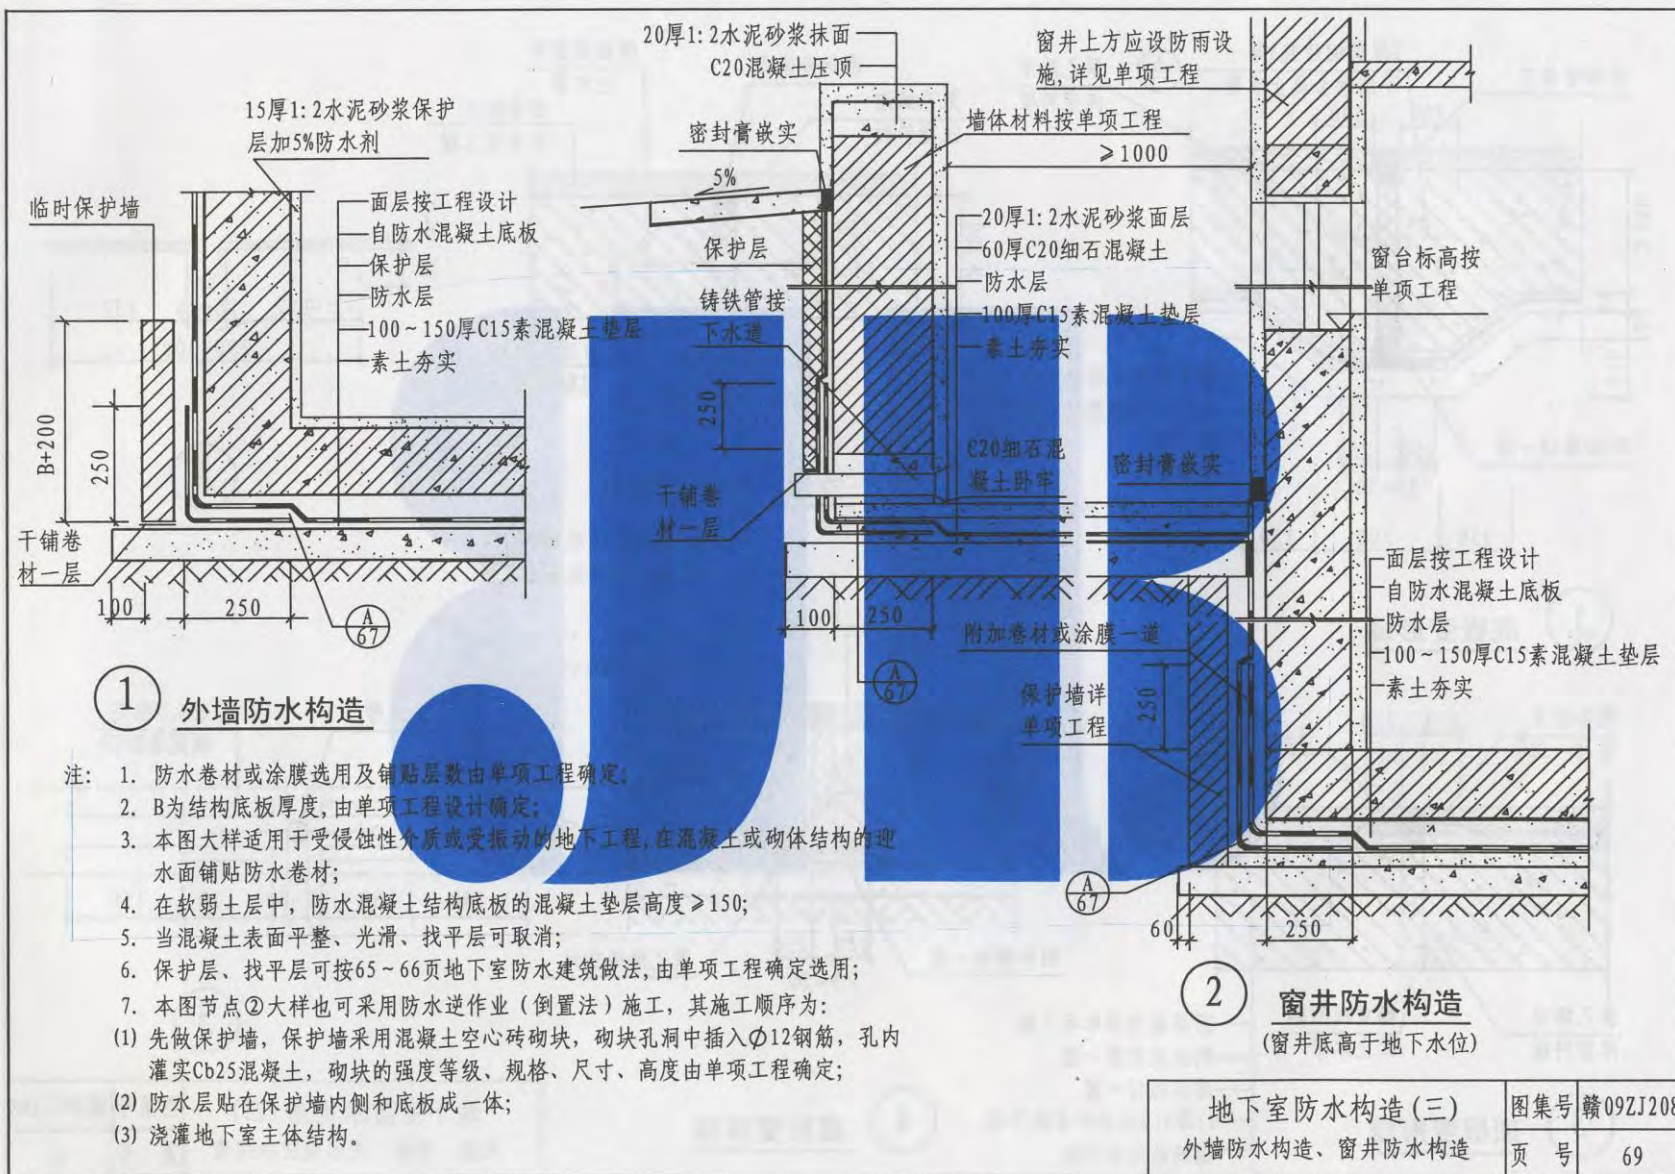 15厚1:2水泥砂浆保护
层加5%防水剂
临时保护墙
面层按工程设计
自防水混凝土底板
保护层
防水层
100~150厚C15素混凝土垫层
素土夯实
B+200
250
干铺卷
材一层
100
250
A
67
1
外墙防水构造
20厚1:2水泥砂浆抹面
C20混凝土压顶
密封膏嵌实
5%
保护层
铸铁管接
下水道
250
干铺卷
材一层
100
250
A
67
窗井上方应设防雨设
施,详见单项工程
墙体材料按单项工程
≥1000
20厚1:2水泥砂浆面层
60厚C20细石混凝土
防水层
100厚C15素混凝土垫层
素土夯实
窗台标高按
单项工程
C20细石混
凝土卧牢
密封膏嵌实
附加卷材或涂膜一道
保护墙详
单项工程
250
面层按工程设计
自防水混凝土底板
防水层
100~150厚C15素混凝土垫层
素土夯实
A
67
60
250
2
窗井防水构造
(窗井底高于地下水位)
JB
注: 1. 防水卷材或涂膜选用及铺贴层数由单项工程确定;
2. B为结构底板厚度,由单项工程设计确定;
3. 本图大样适用于受侵蚀性介质或受振动的地下工程,在混凝土或砌体结构的迎
水面铺贴防水卷材;
4. 在软弱土层中,防水混凝土结构底板的混凝土垫层高度≥150;
5. 当混凝土表面平整、光滑、找平层可取消;
6. 保护层、找平层可按65~66页地下室防水建筑做法,由单项工程确定选用;
7. 本图节点②大样也可采用防水逆作业(倒置法)施工,其施工顺序为:
(1) 先做保护墙,保护墙采用混凝土空心砖砌块,砌块孔洞中插入∅12钢筋,孔内
灌实Cb25混凝土,砌块的强度等级、规格、尺寸、高度由单项工程确定;
(2) 防水层贴在保护墙内侧和底板成一体;
(3) 浇灌地下室主体结构。
地下室防水构造(三)
外墙防水构造、窗井防水构造
图集号 赣09ZJ208
页 号 69